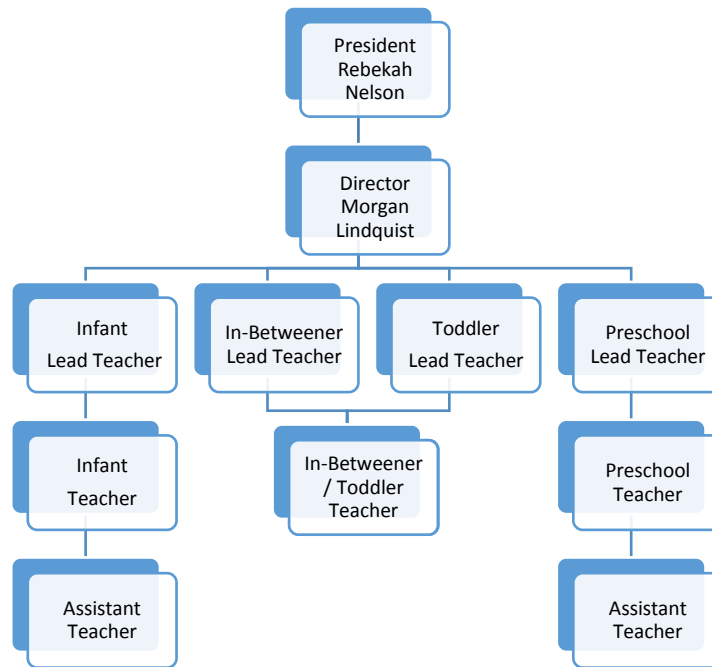 President
Rebekah
Nelson
Director
Morgan
Lindquist
Infant
Lead Teacher
In-Betweener
Lead Teacher
Toddler
Lead Teacher
Preschool
Lead Teacher
Infant
Teacher
In-Betweener
/ Toddler
Teacher
Preschool
Teacher
Assistant
Teacher
Assistant
Teacher